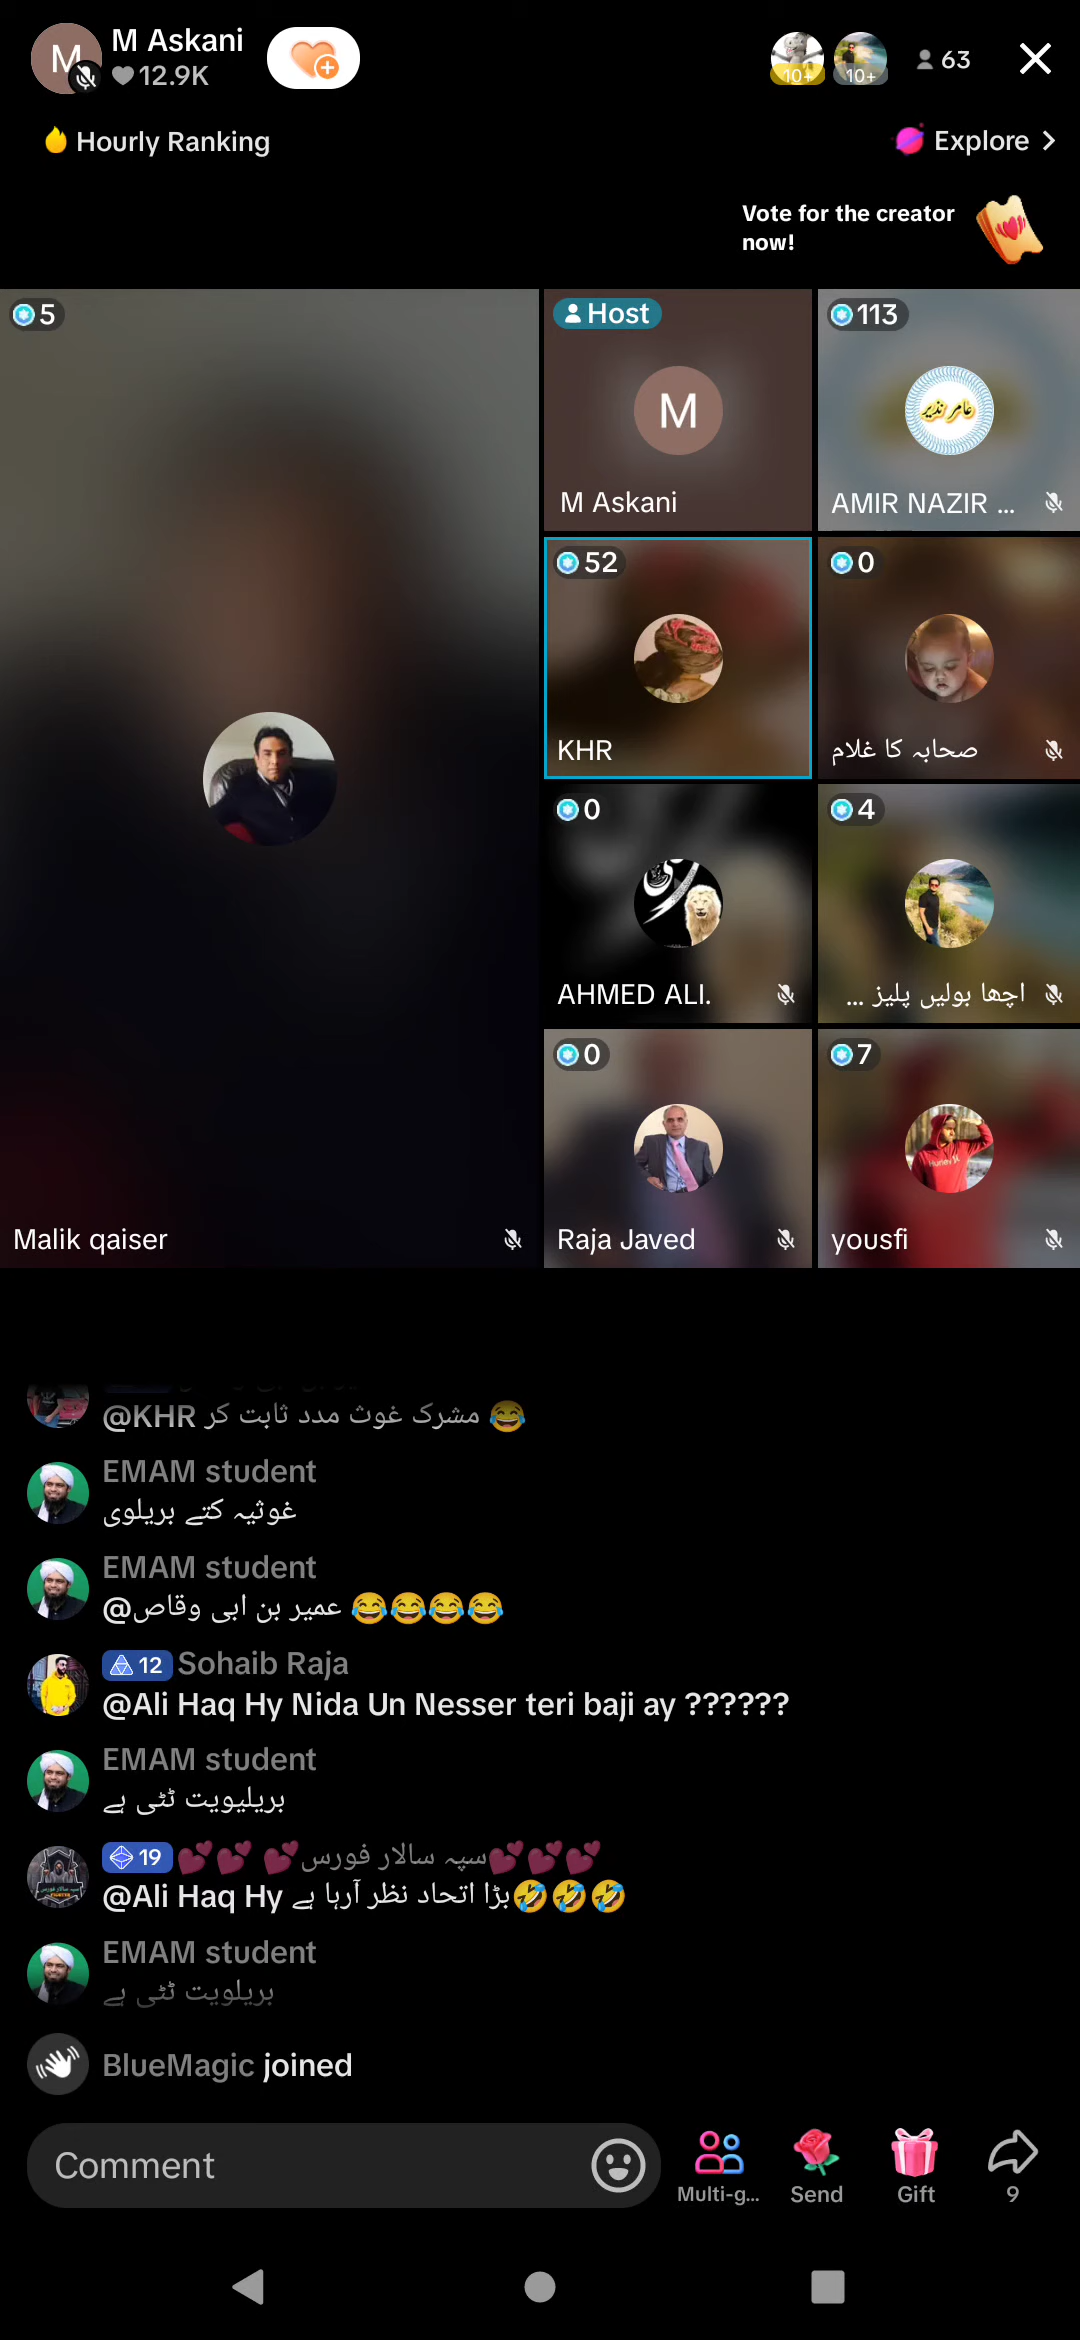 M Askani
12.9K
10+
10+
63
Hourly Ranking
Explore
Vote for the creator
now!
5
Host
113
M
عامر نذیر
M Askani
AMIR NAZIR ...
52
0
KHR
صحابہ کا غلام
0
4
AHMED ALI.
اچھا بولیں پلیز ...
0
7
Malik qaiser
Raja Javed
yousfi
@KHR مشرک غوث مدد ثابت کر 😂
EMAM student
غوثیہ کتے بریلوی
EMAM student
@عمیر بن ابی وقاص 😂😂😂😂
12 Sohaib Raja
@Ali Haq Hy Nida Un Nesser teri baji ay ??????
EMAM student
بریلیویت ٹٹی ہے
19 💕💕 💕سپہ سالار فورس💕💕💕
@Ali Haq Hy بڑا اتحاد نظر آرہا ہے🤣🤣🤣
EMAM student
بریلویت ٹٹی ہے
BlueMagic joined
Comment
Multi-g...
Send
Gift
9